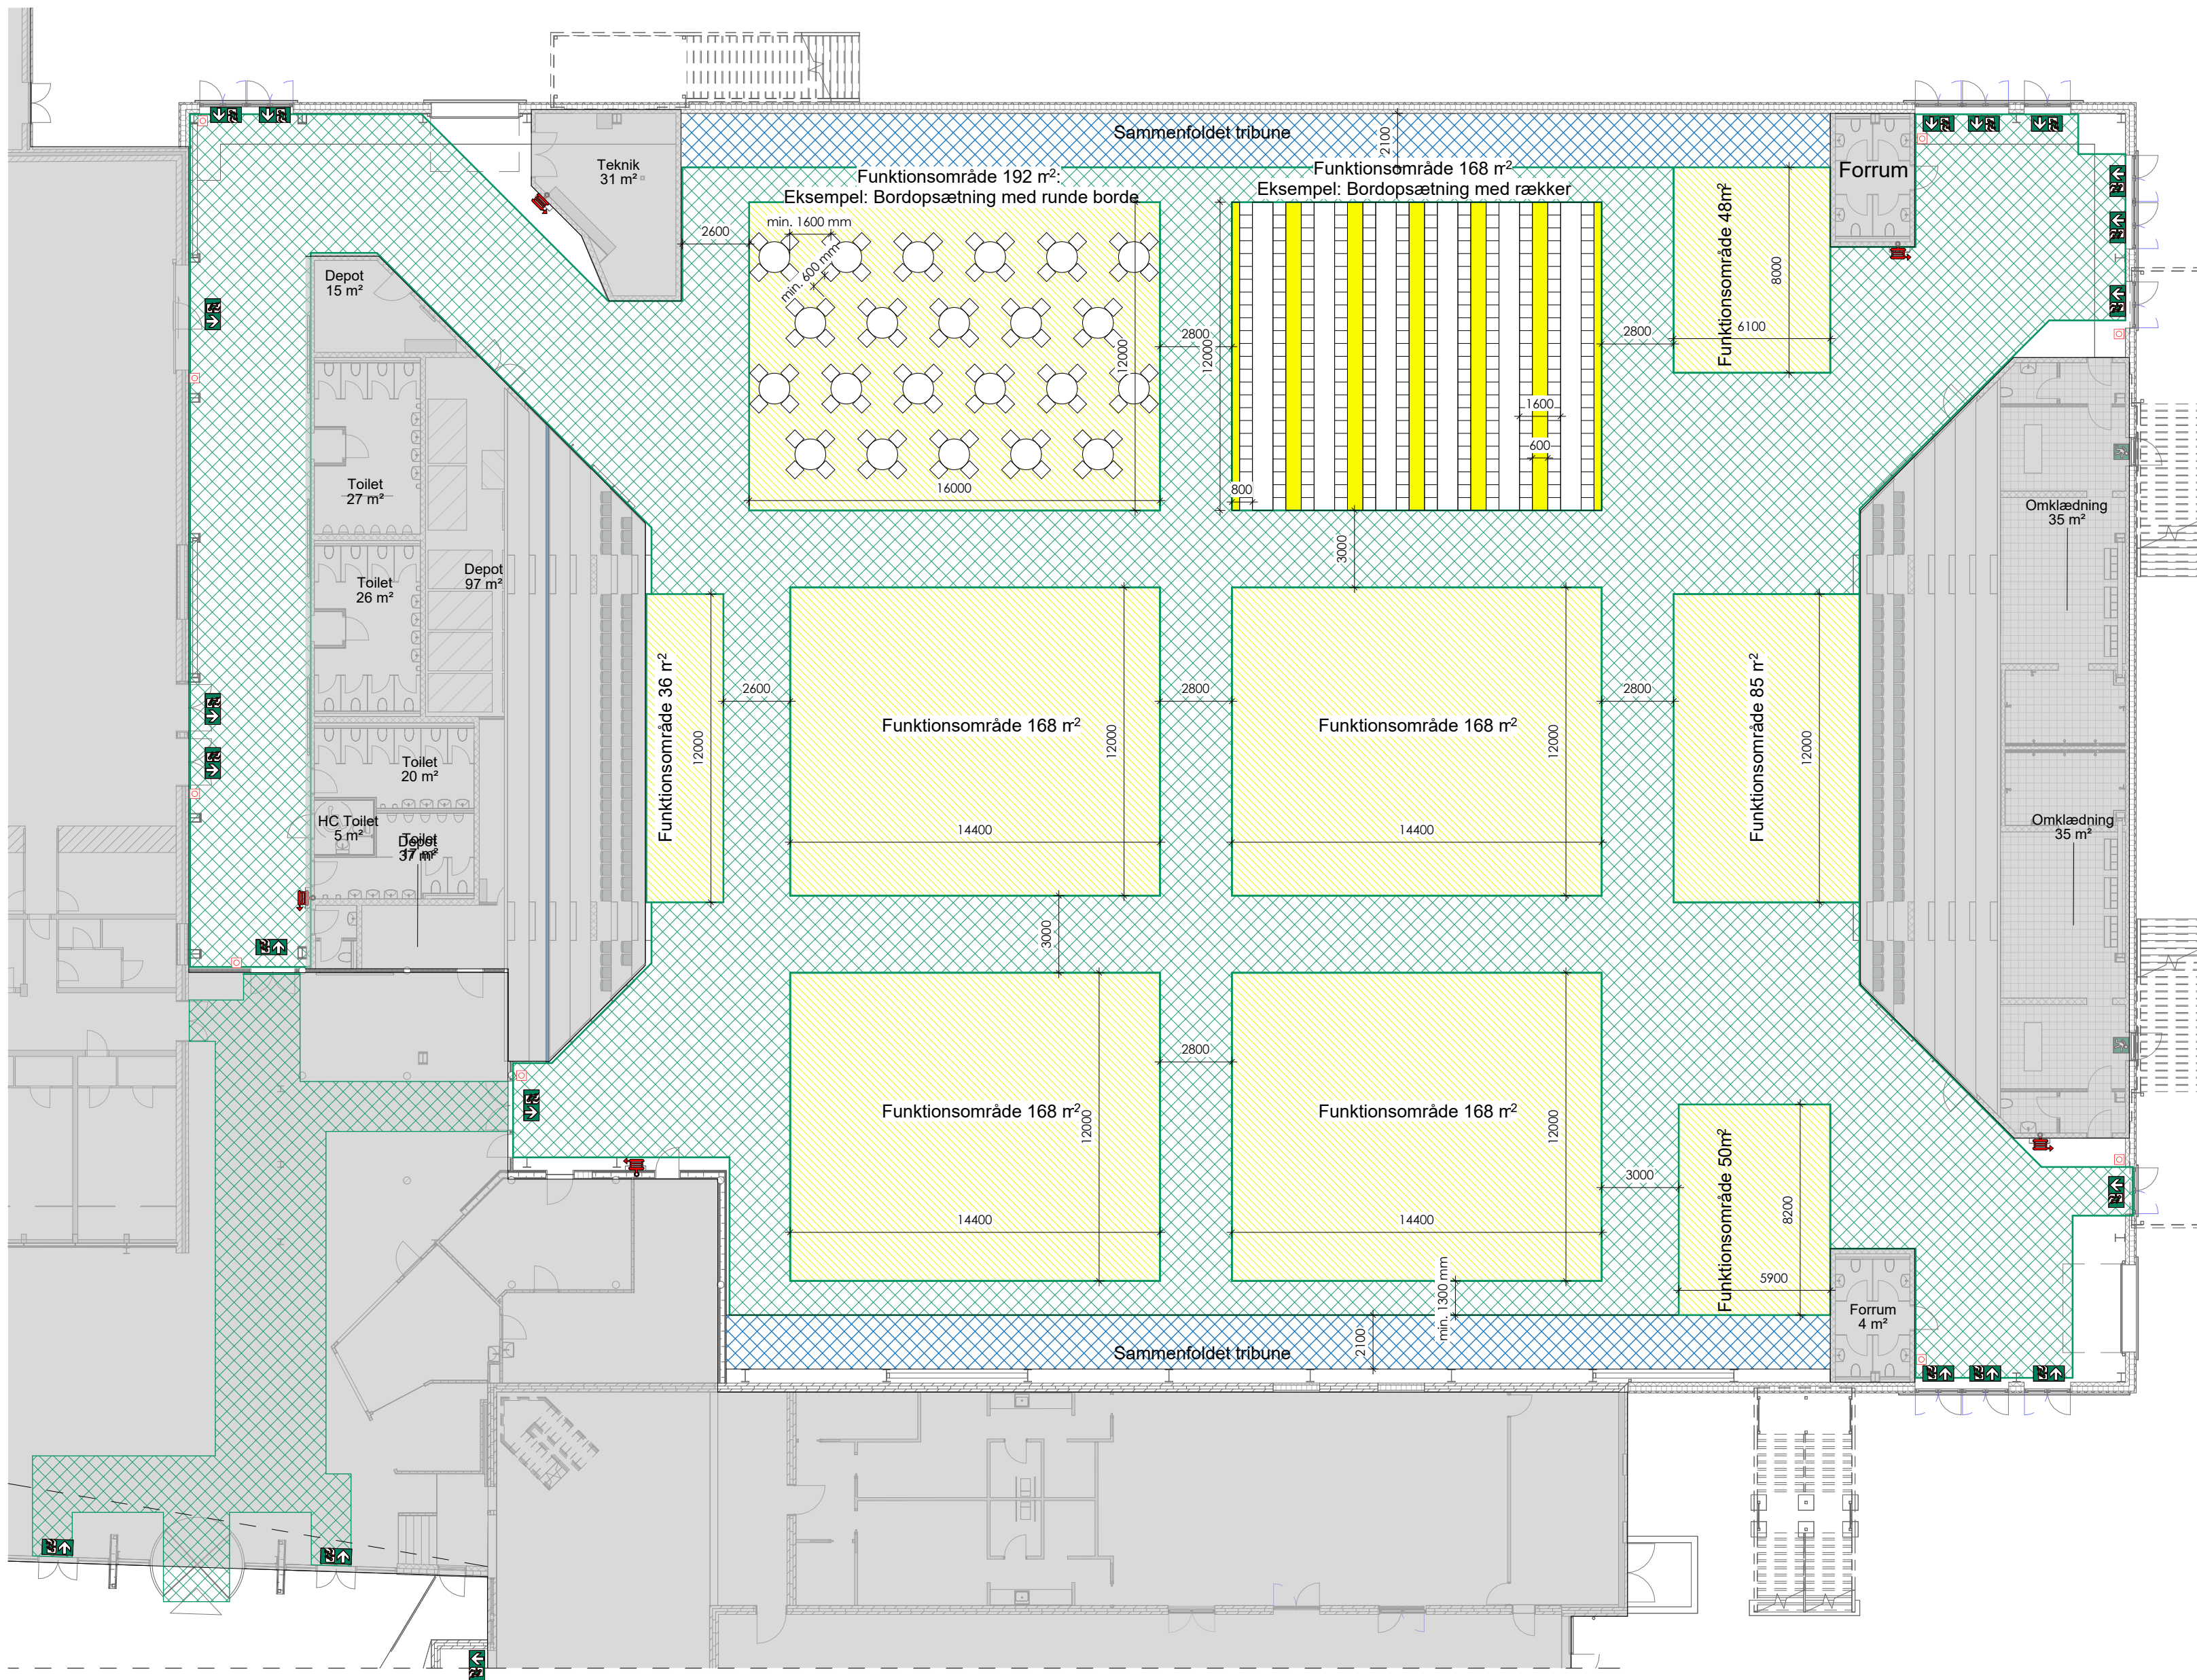 Sammenfoldet tribune
2100
Teknik
31 m²
Funktionsområde 192 m²:
Eksempel: Bordopsætning med runde borde
Funktionsområde 168 m²
Eksempel: Bordopsætning med rækker
Forrum
Funktionsområde 48m²
8000
6100
2600
min. 1600 mm
min. 600 mm
12000
16000
2800
12000
1600
600
800
2800
Depot
15 m²
Toilet
27 m²
Toilet
26 m²
Depot
97 m²
Toilet
20 m²
HC Toilet
5 m²
Toilet
17 m²
Depot
37 m²
Omklædning
35 m²
Omklædning
35 m²
3000
Funktionsområde 36 m²
12000
2600
Funktionsområde 168 m²
12000
14400
2800
Funktionsområde 168 m²
12000
14400
2800
Funktionsområde 85 m²
12000
3000
Funktionsområde 168 m²
12000
14400
2800
Funktionsområde 168 m²
12000
14400
3000
Funktionsområde 50m²
8200
5900
min. 1300 mm
Forrum
4 m²
Sammenfoldet tribune
2100